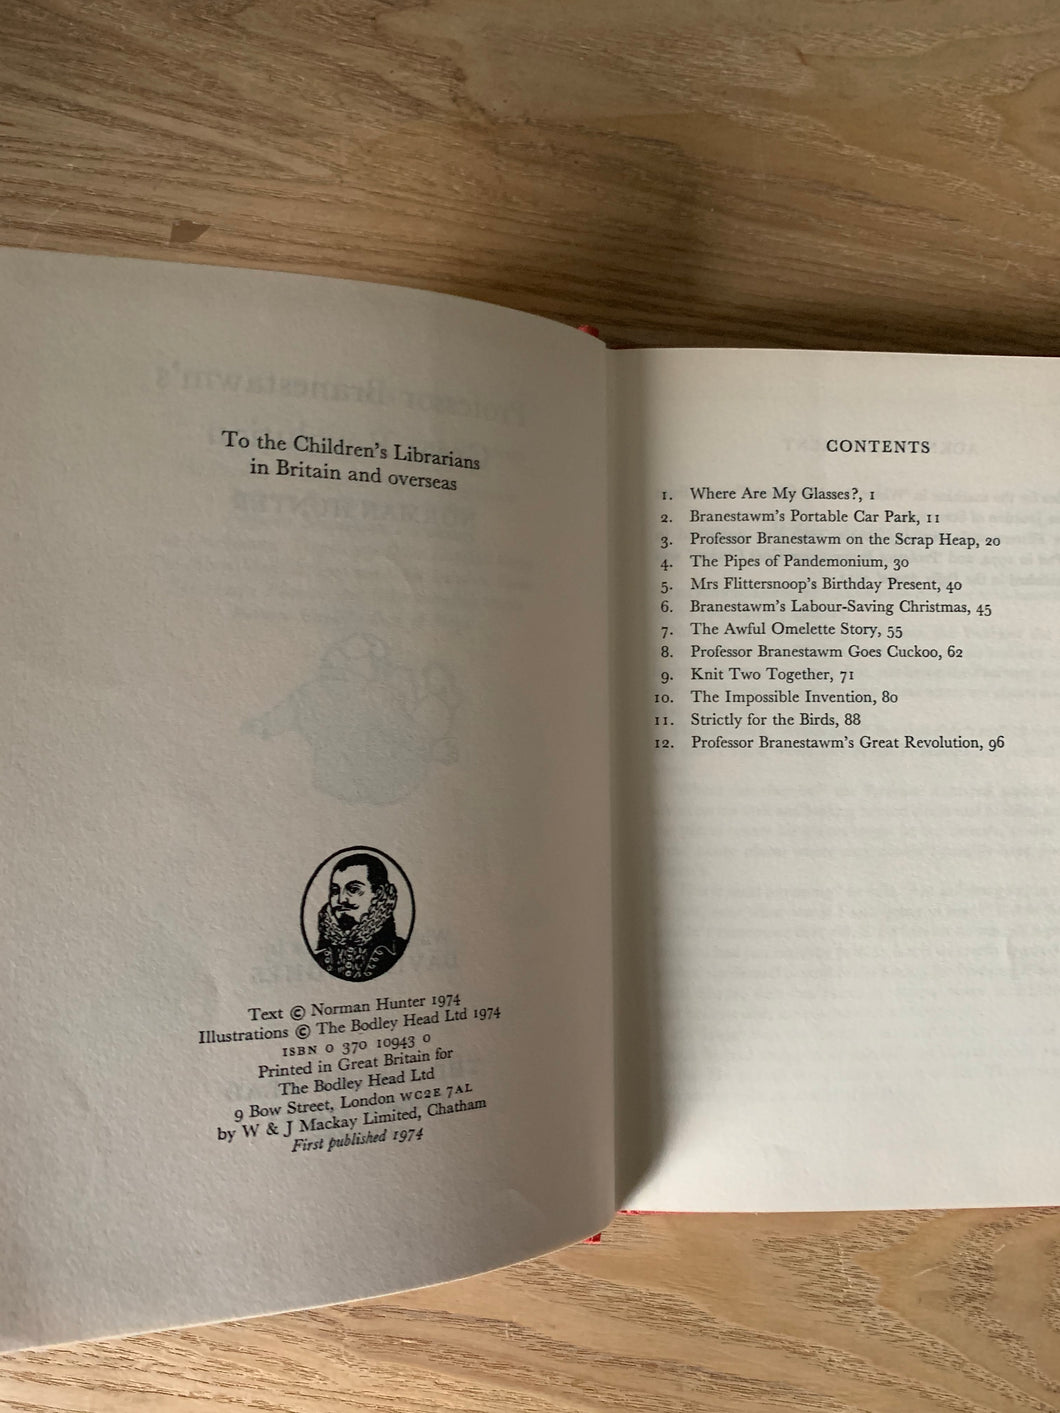 To the Children's Librarians
in Britain and overseas
Text © Norman Hunter 1974
Illustrations © The Bodley Head Ltd 1974
ISBN 0 370 10943 0
Printed in Great Britain for
The Bodley Head Ltd
9 Bow Street, London WC2E 7AL
by W & J Mackay Limited, Chatham
First published 1974
CONTENTS
1. Where Are My Glasses?, 1
2. Branestawm's Portable Car Park, 11
3. Professor Branestawm on the Scrap Heap, 20
4. The Pipes of Pandemonium, 30
5. Mrs Flittersnoop's Birthday Present, 40
6. Branestawm's Labour-Saving Christmas, 45
7. The Awful Omelette Story, 55
8. Professor Branestawm Goes Cuckoo, 62
9. Knit Two Together, 71
10. The Impossible Invention, 80
11. Strictly for the Birds, 88
12. Professor Branestawm's Great Revolution, 96